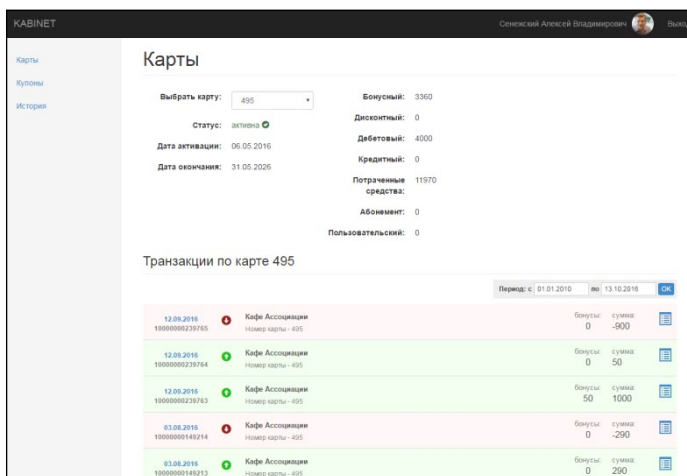 KABINET
Сенежский Алексей Владимирович
Выхо
Карты
Купоны
История
Карты
Выбрать карту: 495
Статус: активна
Дата активации: 06.05.2016
Дата окончания: 31.05.2026
Бонусный: 3360
Дисконтный: 0
Дебетовый: 4000
Кредитный: 0
Потраченные средства: 11970
Абонемент: 0
Пользовательский: 0
Транзакции по карте 495
Период: с 01.01.2010 по 13.10.2016 OK
12.09.2016 Кафе Ассоциации бонусы: сумма:
10000000239765 Номер карты - 495 0 -900
12.09.2016 Кафе Ассоциации бонусы: сумма:
10000000239764 Номер карты - 495 0 50
12.09.2016 Кафе Ассоциации бонусы: сумма:
10000000239763 Номер карты - 495 50 1000
03.08.2016 Кафе Ассоциации бонусы: сумма:
10000000149214 Номер карты - 495 0 -290
03.08.2016 Кафе Ассоциации бонусы: сумма:
10000000149213 Номер карты - 495 0 290